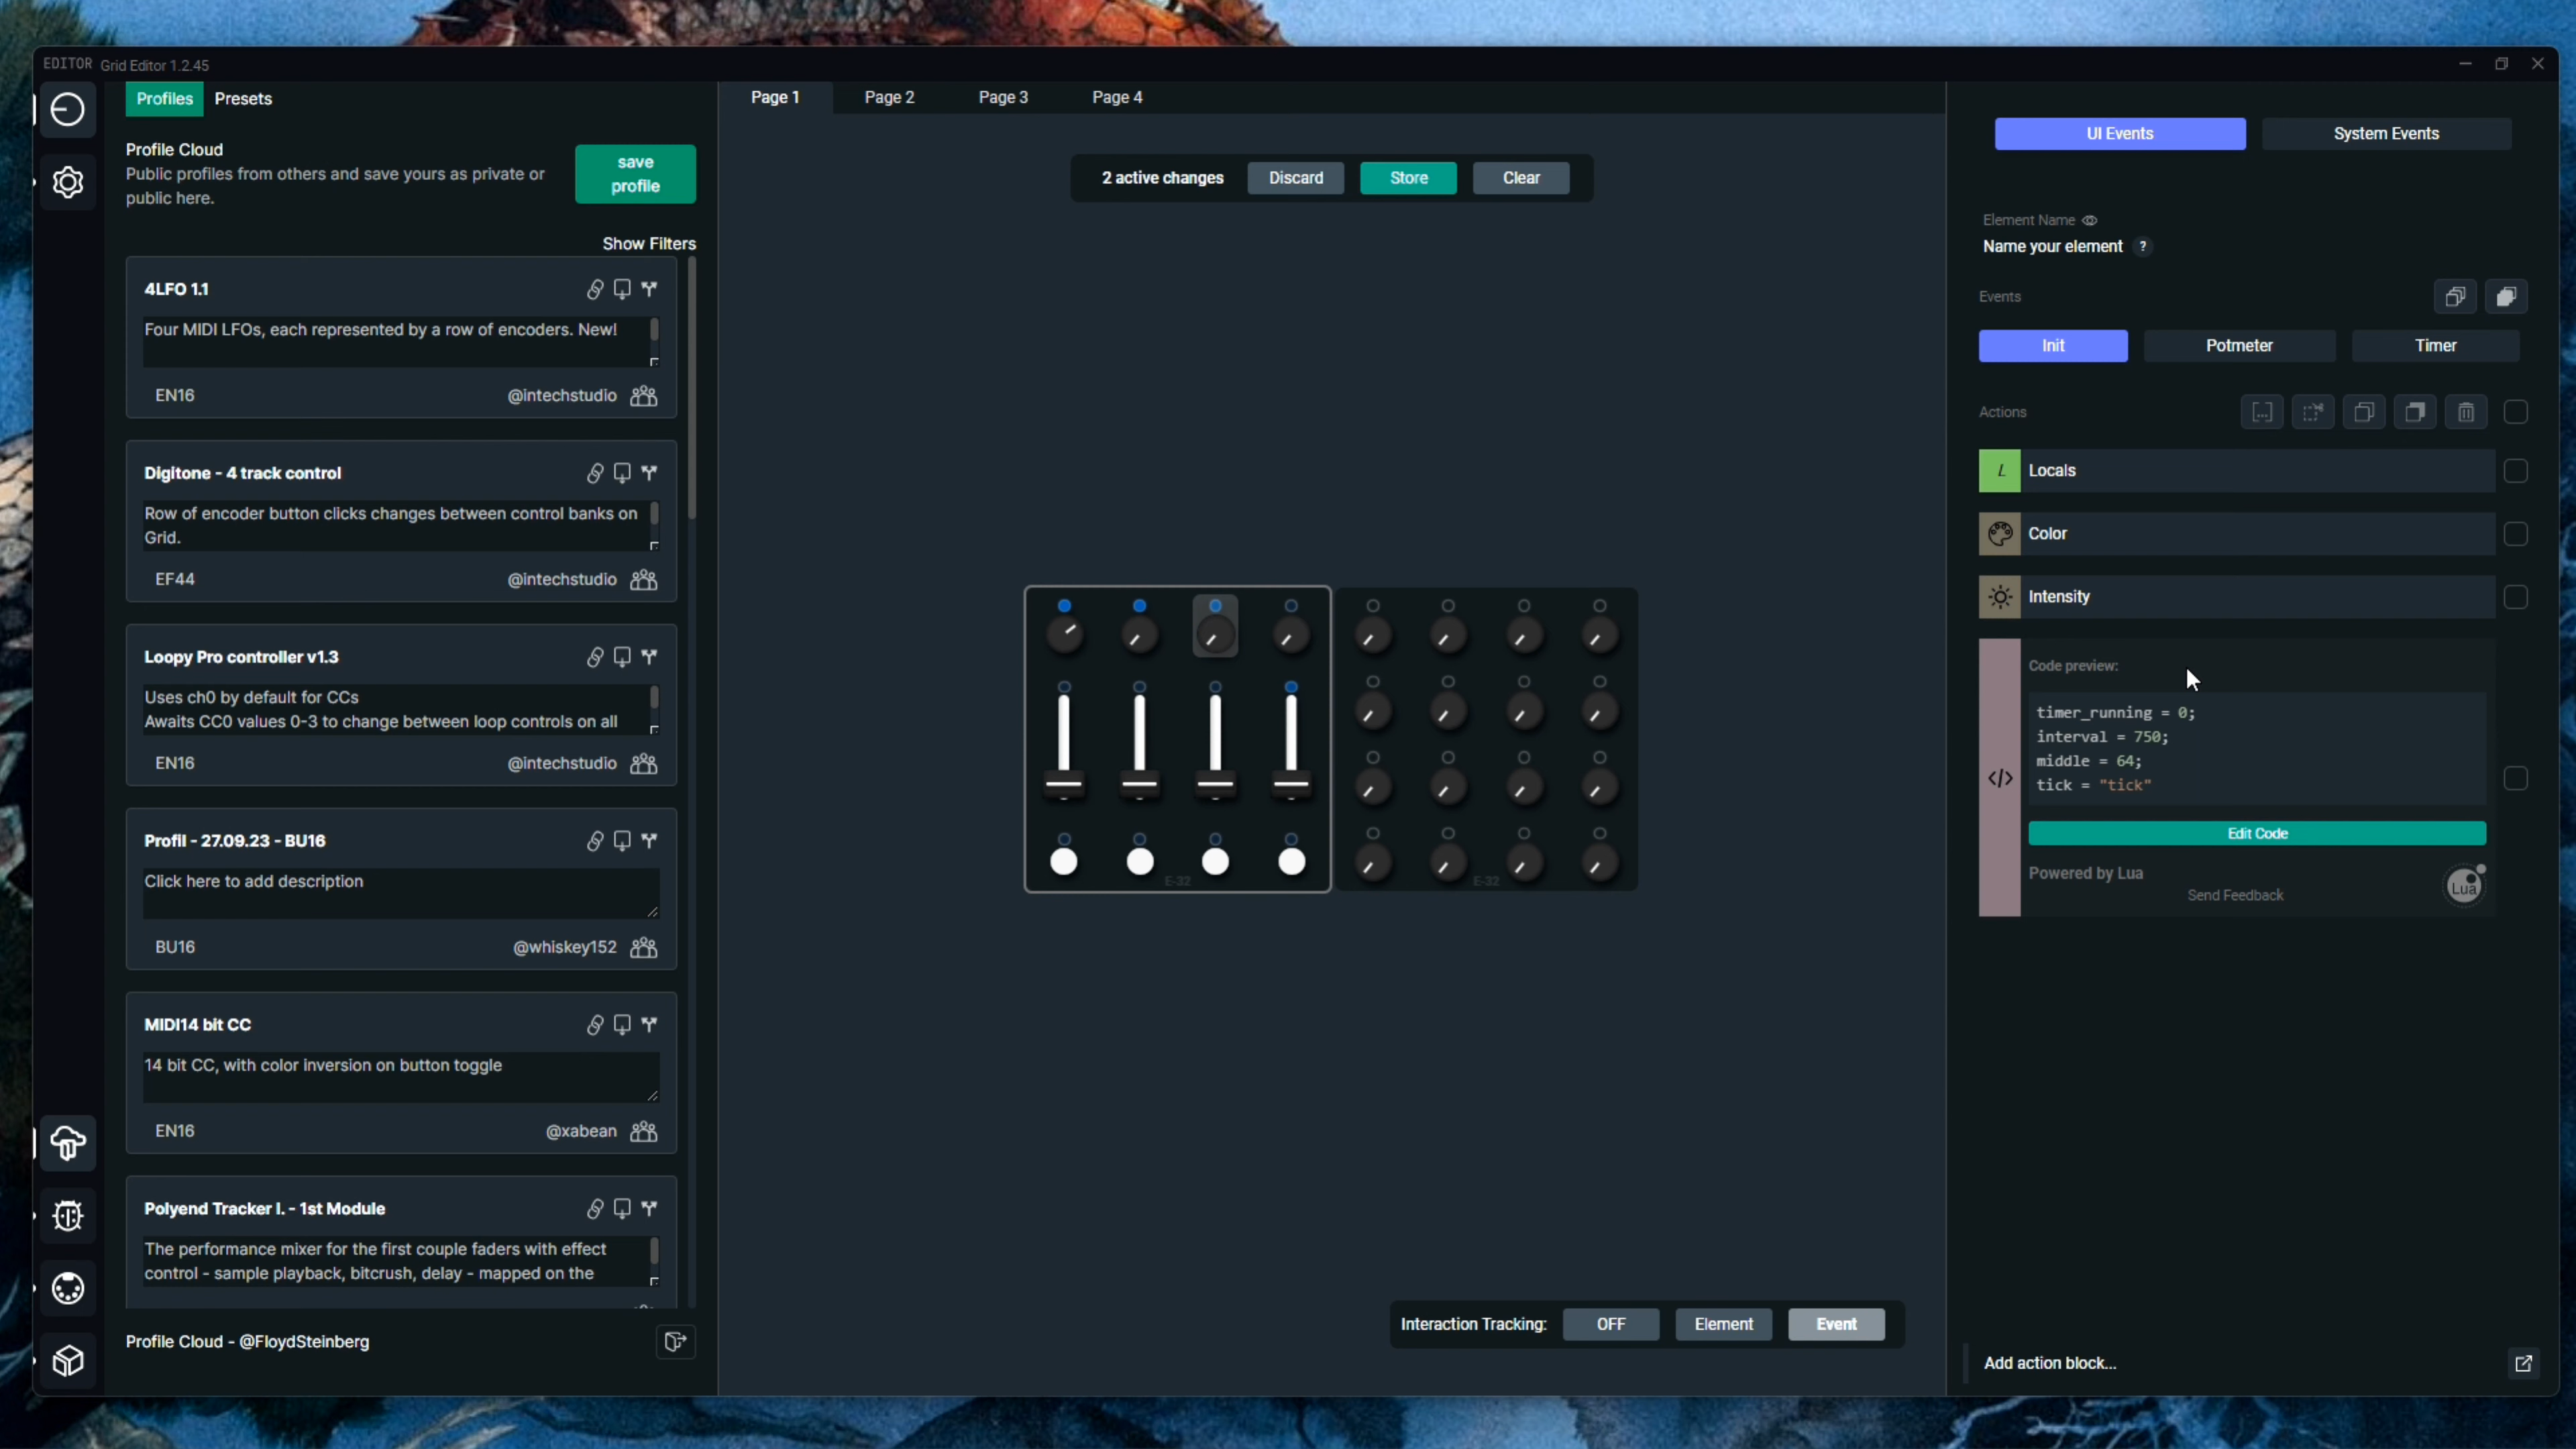 EDITOR Grid Editor 1.2.45
Profiles Presets
Profile Cloud
Public profiles from others and save yours as private or
public here.
save
profile
Show Filters
4LFO 1.1
Four MIDI LFOs, each represented by a row of encoders. New!
EN16 @intechstudio
Digitone - 4 track control
Row of encoder button clicks changes between control banks on
Grid.
EF44 @intechstudio
Loopy Pro controller v1.3
Uses ch0 by default for CCs
Awaits CC0 values 0-3 to change between loop controls on all
EN16 @intechstudio
Profil - 27.09.23 - BU16
Click here to add description
BU16 @whiskey152
MIDI14 bit CC
14 bit CC, with color inversion on button toggle
EN16 @xabean
Polyend Tracker I. - 1st Module
The performance mixer for the first couple faders with effect
control - sample playback, bitcrush, delay - mapped on the
Profile Cloud - @FloydSteinberg
Page 1 Page 2 Page 3 Page 4
2 active changes Discard Store Clear
E-32 E-32
Interaction Tracking: OFF Element Event
UI Events System Events
Element Name
Name your element ?
Events
Init Potmeter Timer
Actions
L Locals
Color
Intensity
Code preview:
timer_running = 0;
interval = 750;
middle = 64;
tick = "tick"
</>
Edit Code
Powered by Lua
Lua
Send Feedback
Add action block...